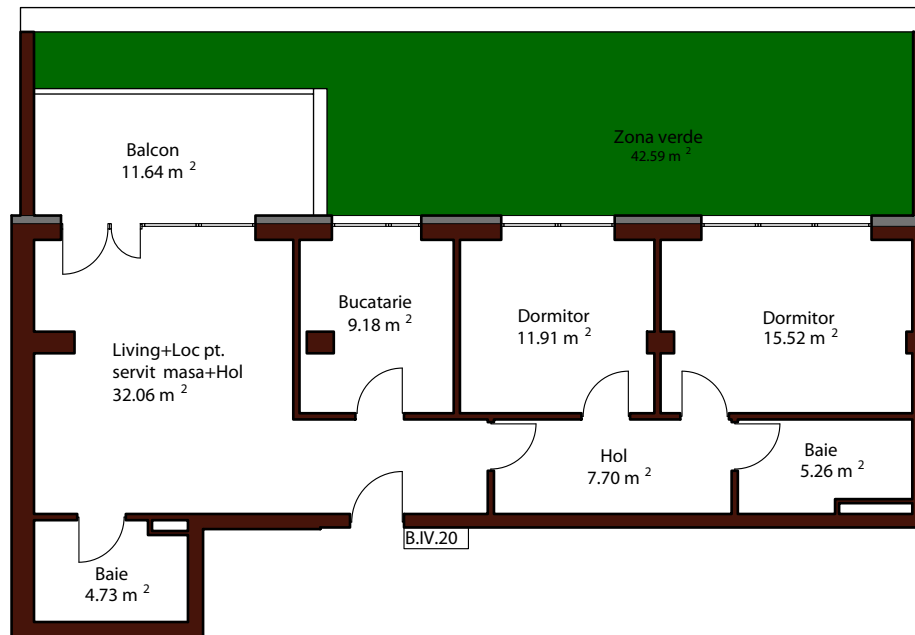 Zona verde
42.59 m ²
Balcon
11.64 m ²
Bucatarie
9.18 m ²
Dormitor
11.91 m ²
Dormitor
15.52 m ²
Living+Loc pt.
servit masa+Hol
32.06 m ²
Hol
7.70 m ²
Baie
5.26 m ²
B.IV.20
Baie
4.73 m ²